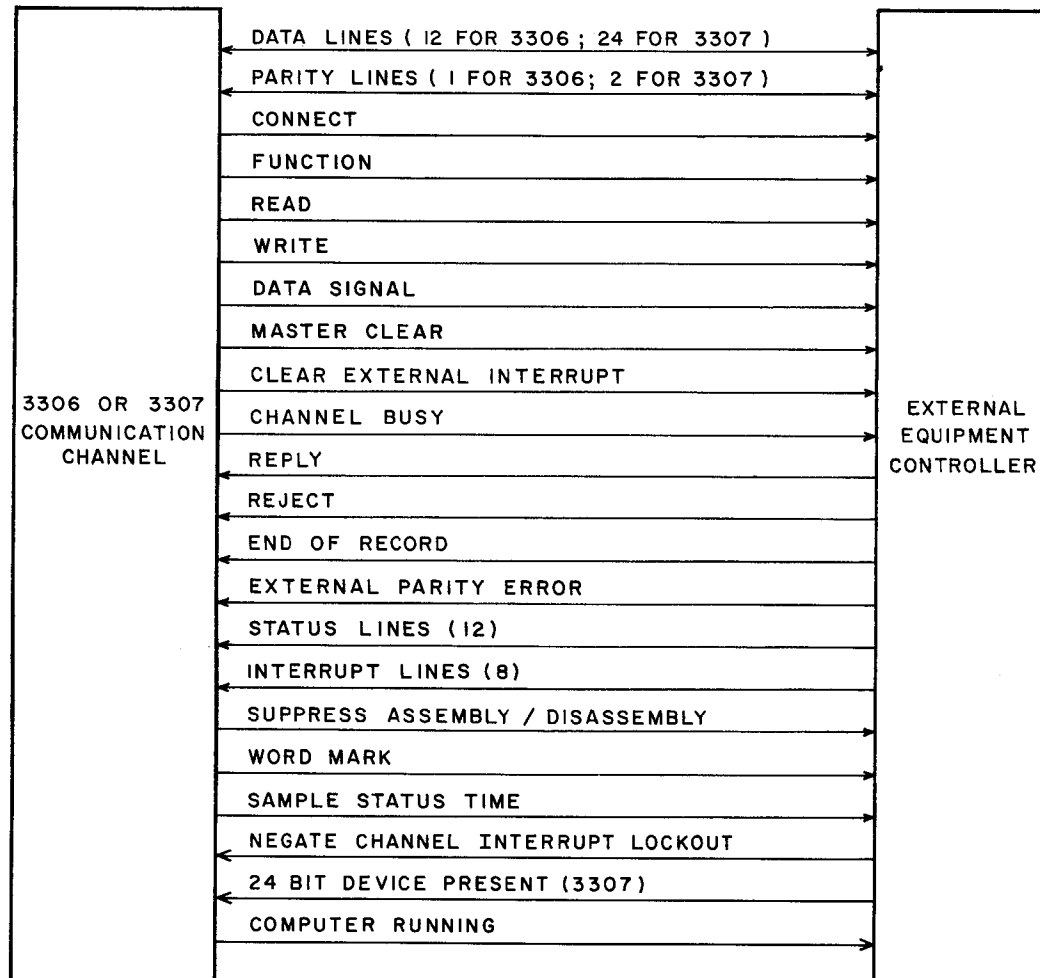 DATA LINES ( 12 FOR 3306 ; 24 FOR 3307 )
PARITY LINES ( 1 FOR 3306; 2 FOR 3307 )
CONNECT
FUNCTION
READ
WRITE
DATA SIGNAL
MASTER CLEAR
CLEAR EXTERNAL INTERRUPT
CHANNEL BUSY
REPLY
REJECT
END OF RECORD
EXTERNAL PARITY ERROR
STATUS LINES (12)
INTERRUPT LINES (8)
SUPPRESS ASSEMBLY / DISASSEMBLY
WORD MARK
SAMPLE STATUS TIME
NEGATE CHANNEL INTERRUPT LOCKOUT
24 BIT DEVICE PRESENT (3307)
COMPUTER RUNNING
3306 OR 3307
COMMUNICATION
CHANNEL
EXTERNAL
EQUIPMENT
CONTROLLER